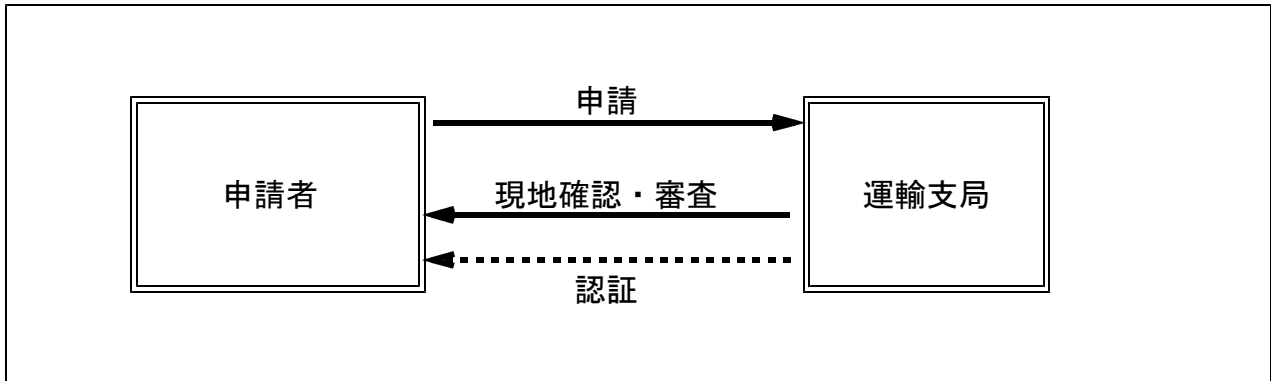 申請
申請者
現地確認・審査
運輸支局
認証